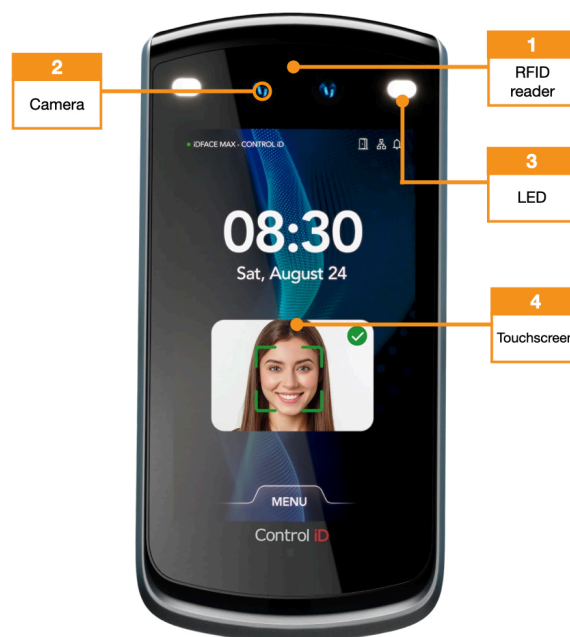 1
RFID
reader
2
Camera
3
LED
iDFACE MAX - CONTROL iD
08:30
Sat, August 24
4
Touchscreen
MENU
Control iD